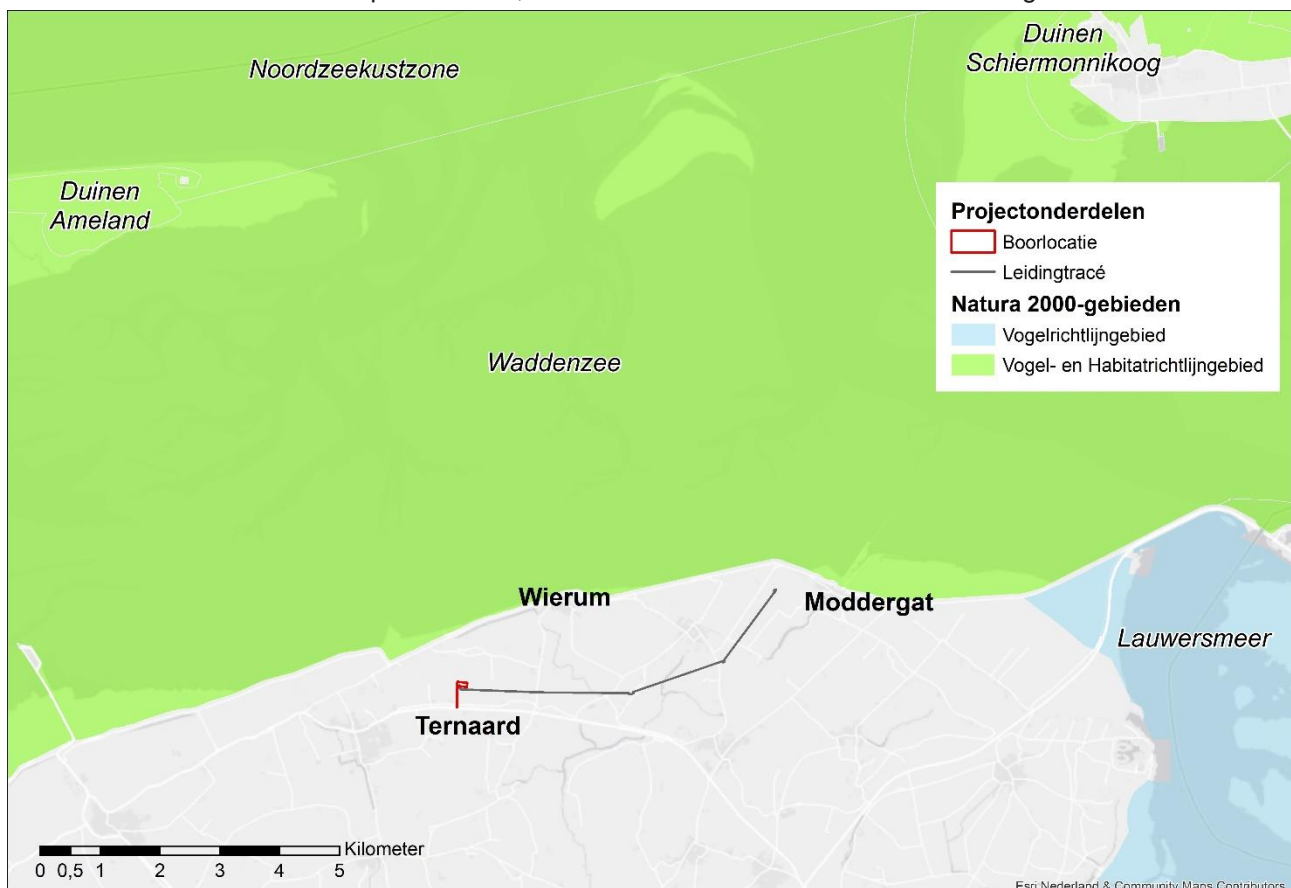 Noordzeekustzone
Duinen
Schiermonnikoog
Duinen
Ameland
Projectonderdelen
Boorlocatie
Leidingtracé
Natura 2000-gebieden
Vogelrichtlijngebied
Vogel- en Habitatrichtlijngebied
Waddenzee
Wierum
Moddergat
Lauwersmeer
Ternaard
Kilometer
0 0,5 1 2 3 4 5
Esri Nederland & Community Maps Contributors